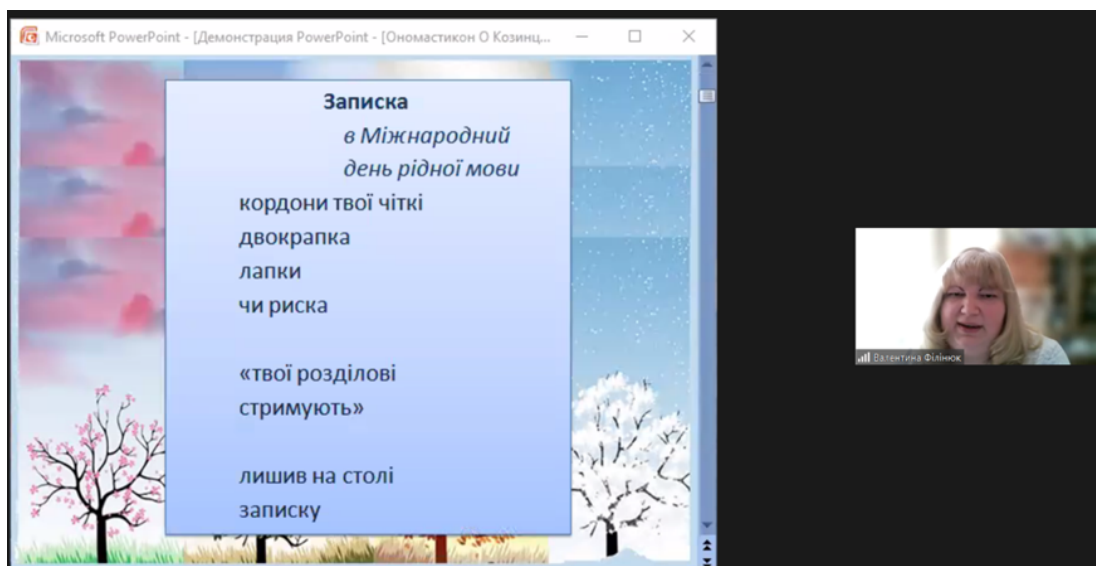 Microsoft PowerPoint - [Демонстрация PowerPoint - [Ономастикон О Козинц...
Записка
в Міжнародний
день рідної мови
кордони твої чіткі
двокрапка
лапки
чи риска
«твої розділові
стримують»
лишив на столі
записку
Валентина Філінюк